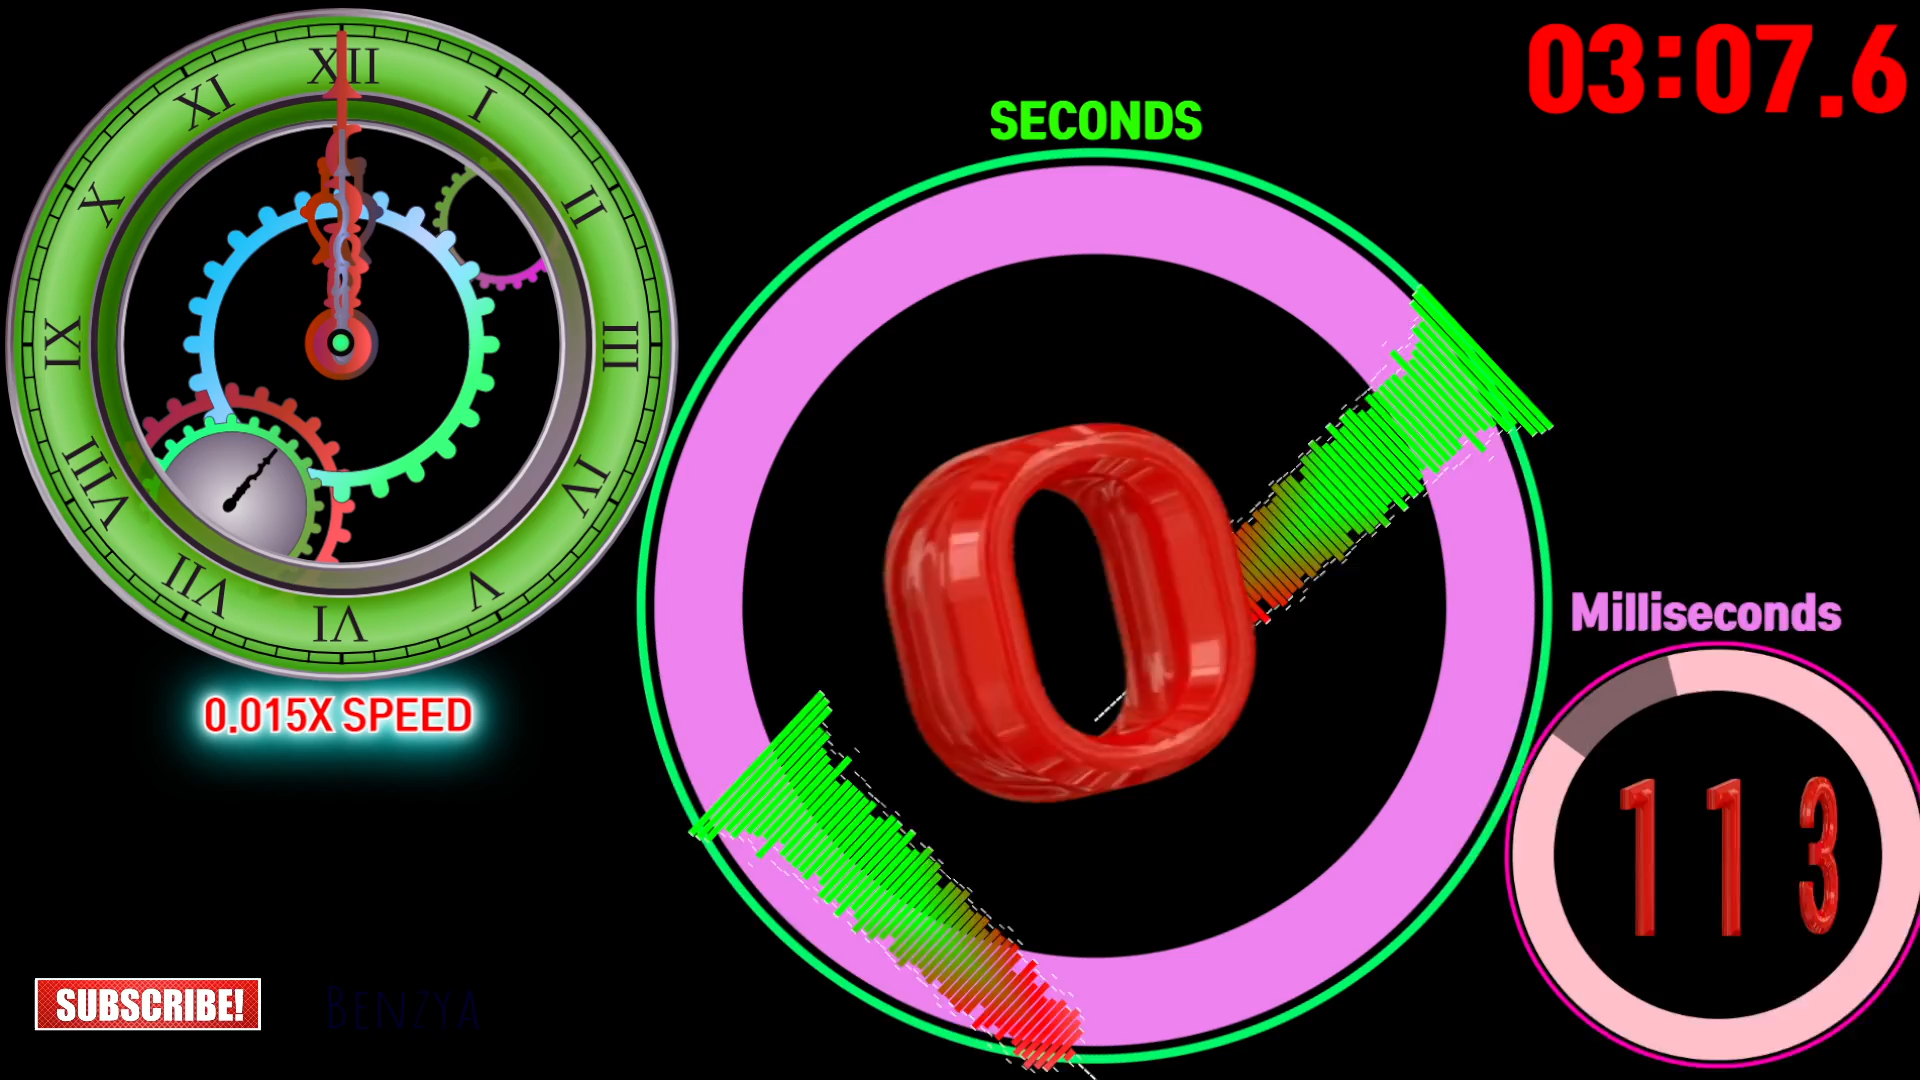 03:07.6
SECONDS
XII
I
II
III
IV
V
VI
VII
VIII
IX
X
XI
0.015X SPEED
0
Milliseconds
113
SUBSCRIBE!
BENZYA